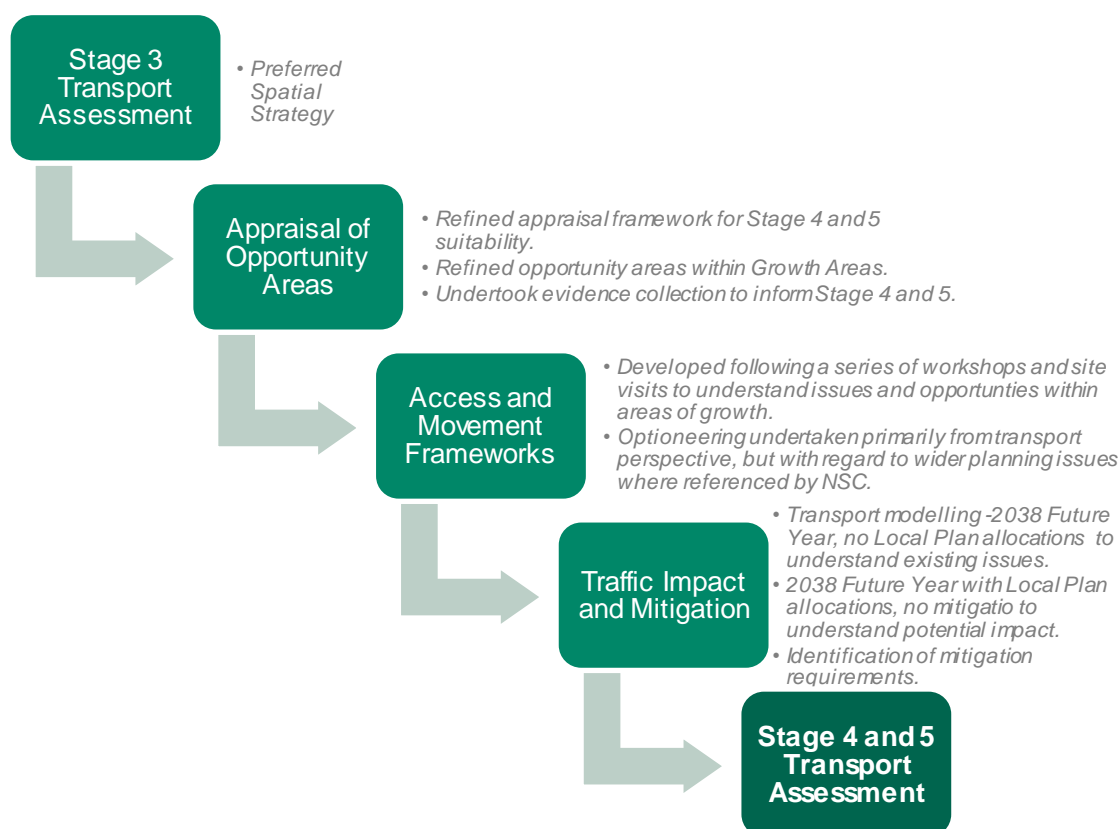 Stage 3
Transport
Assessment
• Preferred
Spatial
Strategy
Appraisal of
Opportunity
Areas
• Refined appraisal framework for Stage 4 and 5
suitability.
• Refined opportunity areas within Growth Areas.
• Undertook evidence collection to inform Stage 4 and 5.
Access and
Movement
Frameworks
• Developed following a series of workshops and site
visits to understand issues and opportunties within
areas of growth.
• Optioneering undertaken primarily from transport
perspective, but with regard to wider planning issues
where referenced by NSC.
Traffic Impact
and Mitigation
• Transport modelling -2038 Future
Year, no Local Plan allocations to
understand existing issues.
• 2038 Future Year with Local Plan
allocations, no mitigatio to
understand potential impact.
• Identification of mitigation
requirements.
Stage 4 and 5
Transport
Assessment